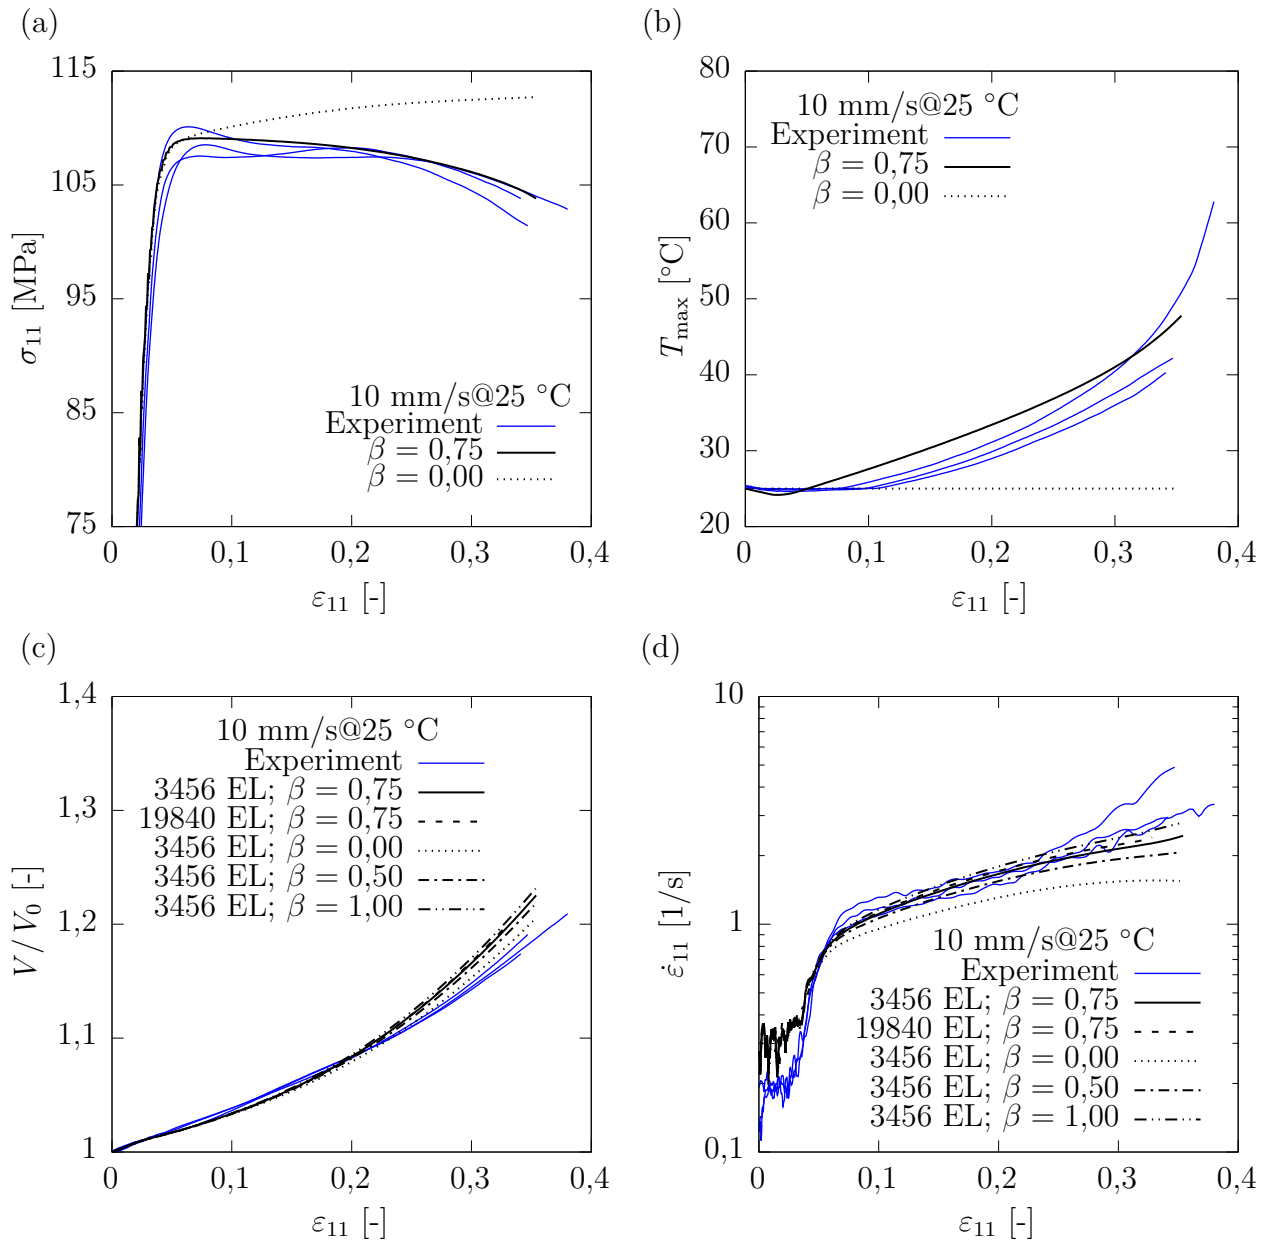 (a)
115
105
95
85
75
σ11 [MPa]
10 mm/s@25 °C
Experiment
β = 0,75
β = 0,00
0 0,1 0,2 0,3 0,4
ε11 [-]
(b)
80
70
60
50
40
30
20
Tmax [°C]
10 mm/s@25 °C
Experiment
β = 0,75
β = 0,00
0 0,1 0,2 0,3 0,4
ε11 [-]
(c)
1,4
1,3
1,2
1,1
1
V/V0 [-]
10 mm/s@25 °C
Experiment
3456 EL; β = 0,75
19840 EL; β = 0,75
3456 EL; β = 0,00
3456 EL; β = 0,50
3456 EL; β = 1,00
0 0,1 0,2 0,3 0,4
ε11 [-]
(d)
10
1
0,1
ε̇11 [1/s]
10 mm/s@25 °C
Experiment
3456 EL; β = 0,75
19840 EL; β = 0,75
3456 EL; β = 0,00
3456 EL; β = 0,50
3456 EL; β = 1,00
0 0,1 0,2 0,3 0,4
ε11 [-]